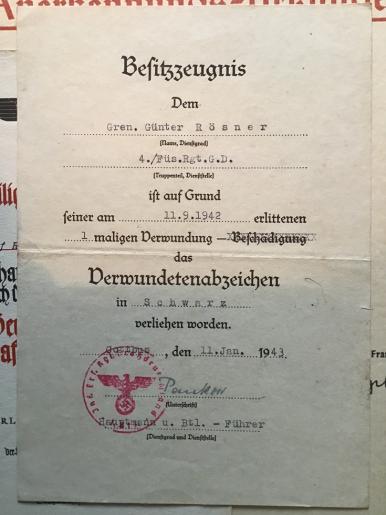 Besitzzeugnis
Dem
Gren. Günter Rösner
(Name, Dienstgrad)
4./Füs.Rgt.G.D.
(Truppenteil, Dienststelle)
ist auf Grund
seiner am 11.9.1942 erlittenen
1 maligen Verwundung – Beschädigung
das
Verwundetenabzeichen
in Schwarz
verliehen worden.
Cottbus, den 11.Jan. 1943
(Unterschrift)
Hauptmann u. Btl. - Führer
(Dienstgrad und Dienststelle)